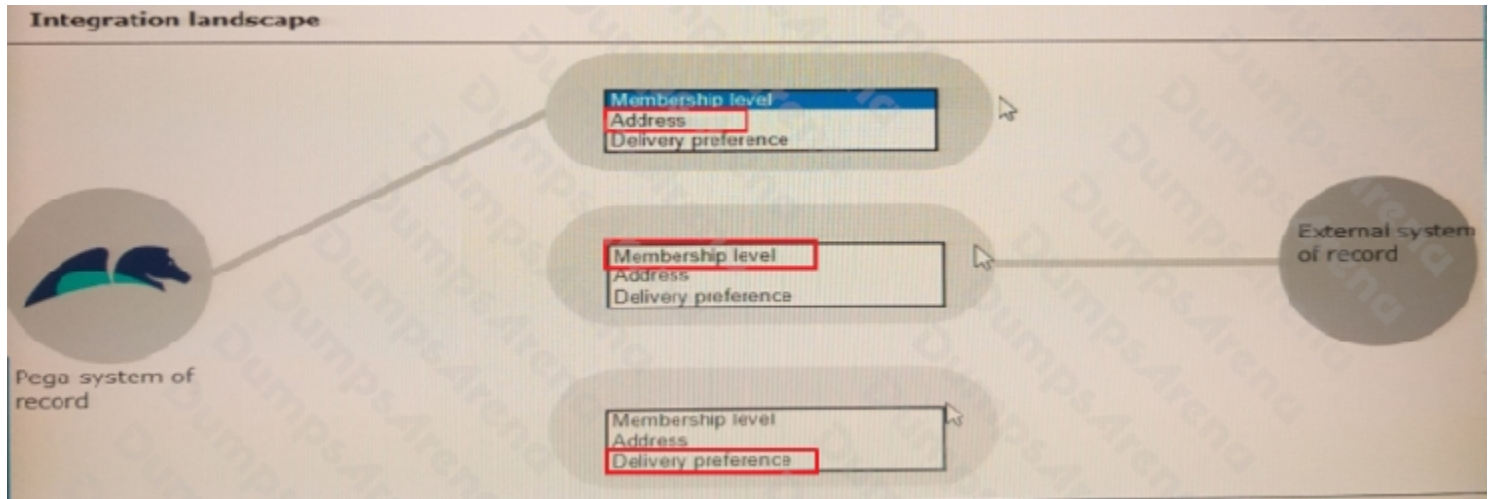 Integration landscape
Membership level
Address
Delivery preference
Membership level
Address
Delivery preference
External system
of record
Pega system of
record
Membership level
Address
Delivery preference
DumpsArena